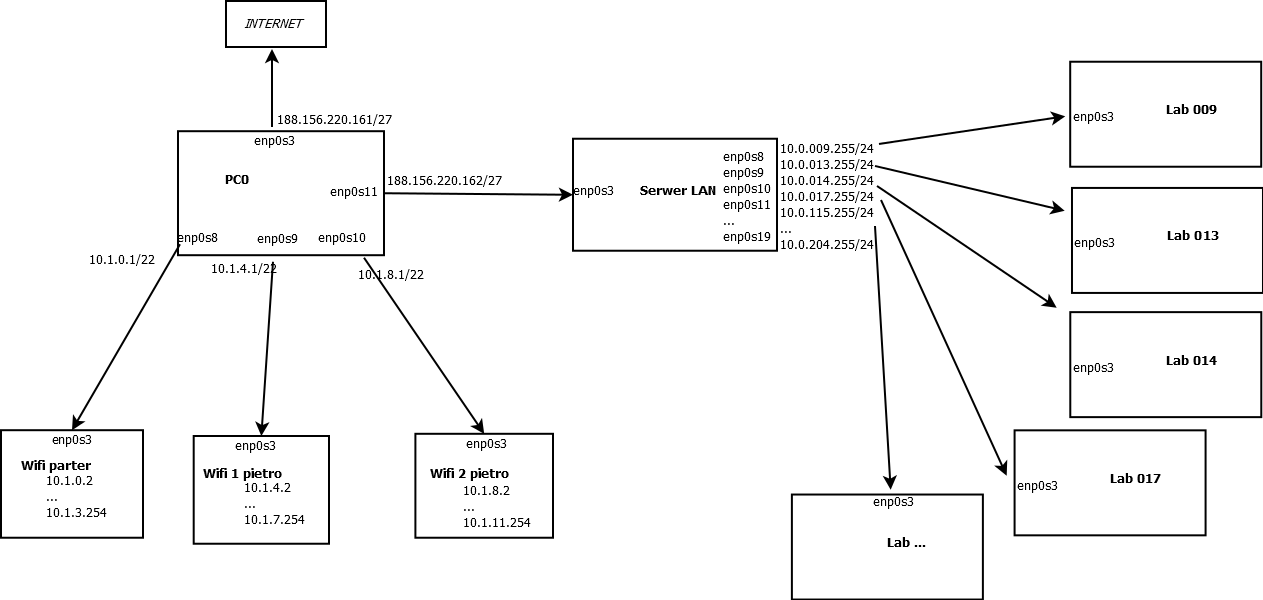 INTERNET
188.156.220.161/27
enp0s3
PC0
enp0s11
188.156.220.162/27
enp0s8
enp0s9
enp0s10
10.1.0.1/22
10.1.4.1/22
10.1.8.1/22
enp0s3
Serwer LAN
enp0s8
enp0s9
enp0s10
enp0s11
...
enp0s19
10.0.009.255/24
10.0.013.255/24
10.0.014.255/24
10.0.017.255/24
10.0.115.255/24
...
10.0.204.255/24
enp0s3
Lab 009
enp0s3
Lab 013
enp0s3
Lab 014
enp0s3
Lab 017
enp0s3
Lab ...
enp0s3
Wifi parter
10.1.0.2
...
10.1.3.254
enp0s3
Wifi 1 pietro
10.1.4.2
...
10.1.7.254
enp0s3
Wifi 2 pietro
10.1.8.2
...
10.1.11.254